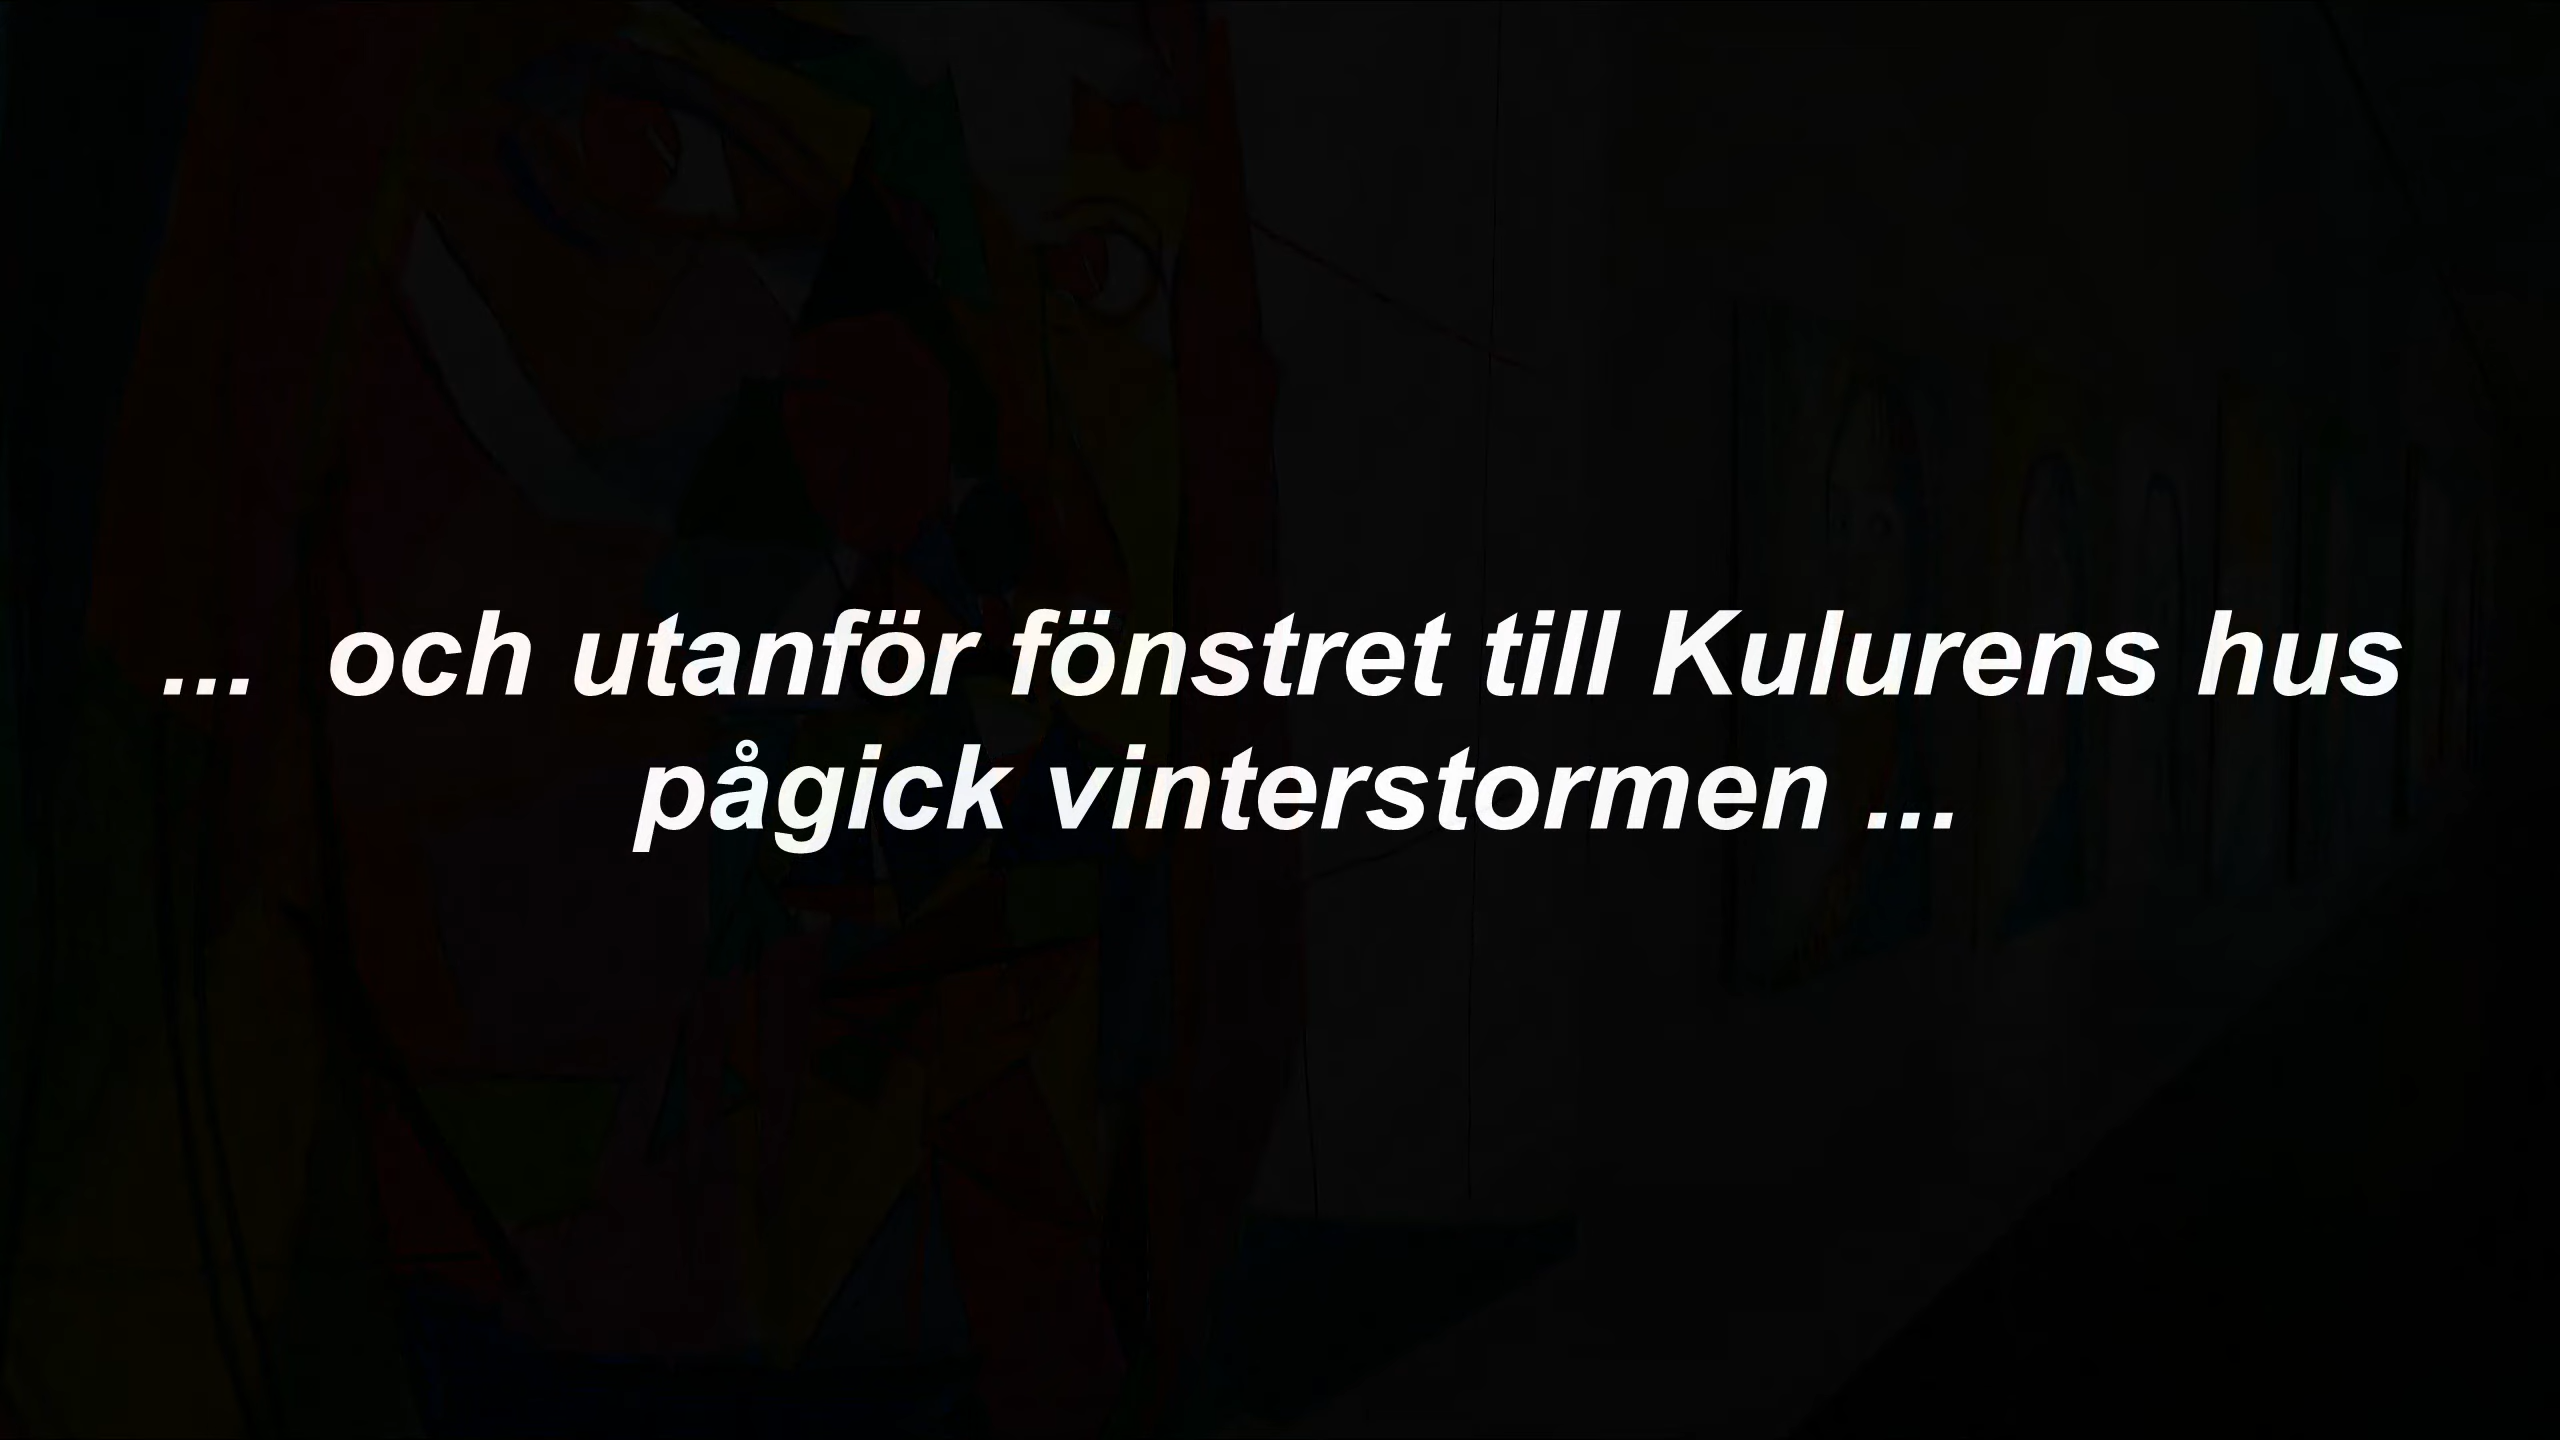 ... och utanför fönstret till Kulurens hus
pågick vinterstormen ...